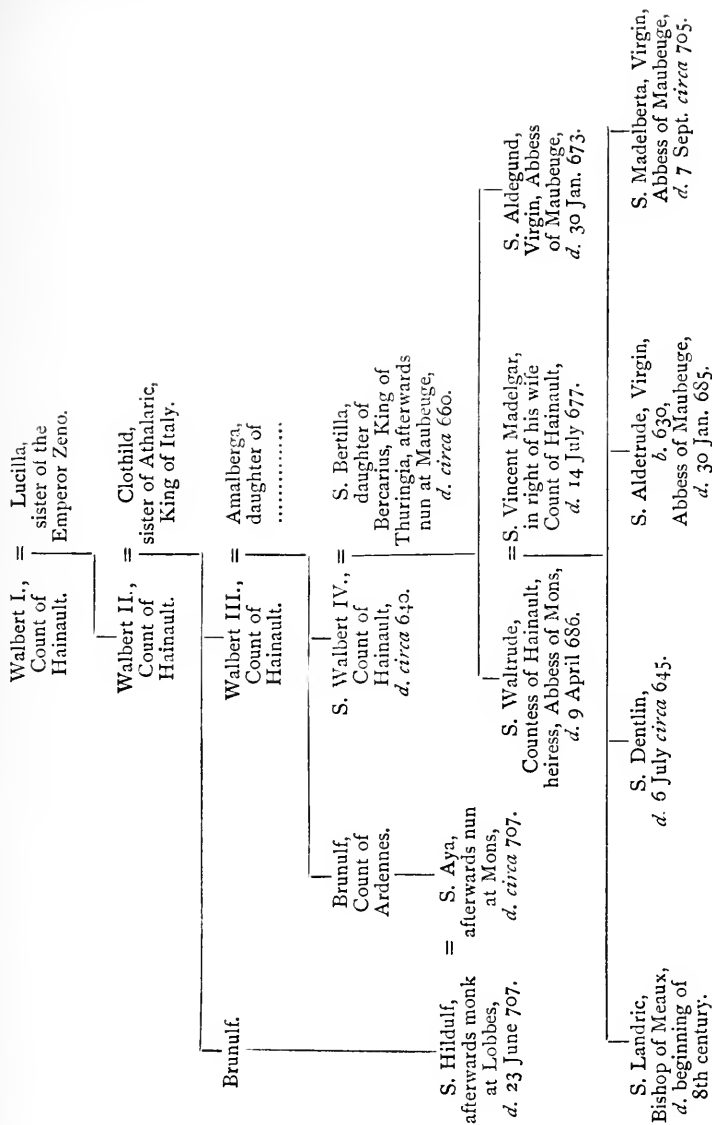 Walbert I., = Lucilla,
Count of sister of the
Hainault. Emperor Zeno.
Walbert II., = Clothild,
Count of sister of Athalaric,
Hainault. King of Italy.
Brunulf.
Walbert III., = Amalberga,
Count of daughter of
Hainault. ................
Brunulf,
Count of
Ardennes.
S. Walbert IV., = S. Bertilla,
Count of daughter of
Hainault, Bercarius, King of
d. circa 640. Thuringia, afterwards
nun at Maubeuge,
d. circa 660.
S. Hildulf, = S. Aya,
afterwards monk afterwards nun
at Lobbes, at Mons,
d. 23 June 707. d. circa 707.
S. Waltrude, = S. Vincent Madelgar,
Countess of Hainault, in right of his wife
heiress, Abbess of Mons, Count of Hainault,
d. 9 April 686. d. 14 July 677.
S. Aldegund,
Virgin, Abbess
of Maubeuge,
d. 30 Jan. 673.
S. Landric,
Bishop of Meaux,
d. beginning of
8th century.
S. Dentlin,
d. 6 July circa 645.
S. Aldetrude, Virgin,
b. 630,
Abbess of Maubeuge,
d. 30 Jan. 685.
S. Madelberta, Virgin,
Abbess of Maubeuge,
d. 7 Sept. circa 705.